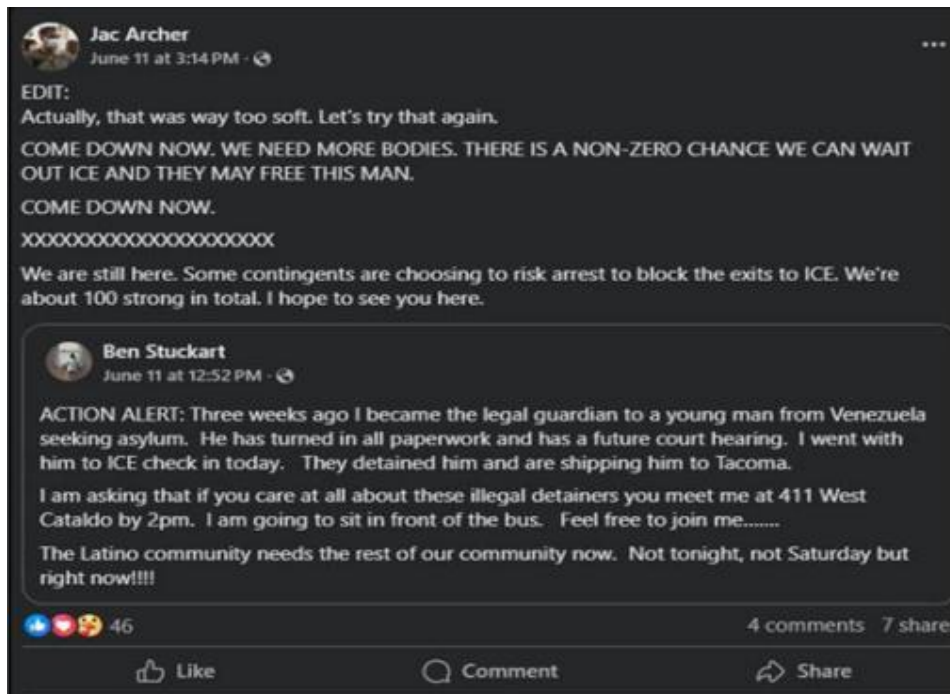 Jac Archer
June 11 at 3:14 PM ·
EDIT:
Actually, that was way too soft. Let's try that again.
COME DOWN NOW. WE NEED MORE BODIES. THERE IS A NON-ZERO CHANCE WE CAN WAIT
OUT ICE AND THEY MAY FREE THIS MAN.
COME DOWN NOW.
XXXXXXXXXXXXXXXXXXXXX
We are still here. Some contingents are choosing to risk arrest to block the exits to ICE. We're
about 100 strong in total. I hope to see you here.
Ben Stuckart
June 11 at 12:52 PM ·
ACTION ALERT: Three weeks ago I became the legal guardian to a young man from Venezuela
seeking asylum. He has turned in all paperwork and has a future court hearing. I went with
him to ICE check in today. They detained him and are shipping him to Tacoma.
I am asking that if you care at all about these illegal detainers you meet me at 411 West
Cataldo by 2pm. I am going to sit in front of the bus. Feel free to join me.......
The Latino community needs the rest of our community now. Not tonight, not Saturday but
right now!!!!
46 4 comments 7 share
Like Comment Share